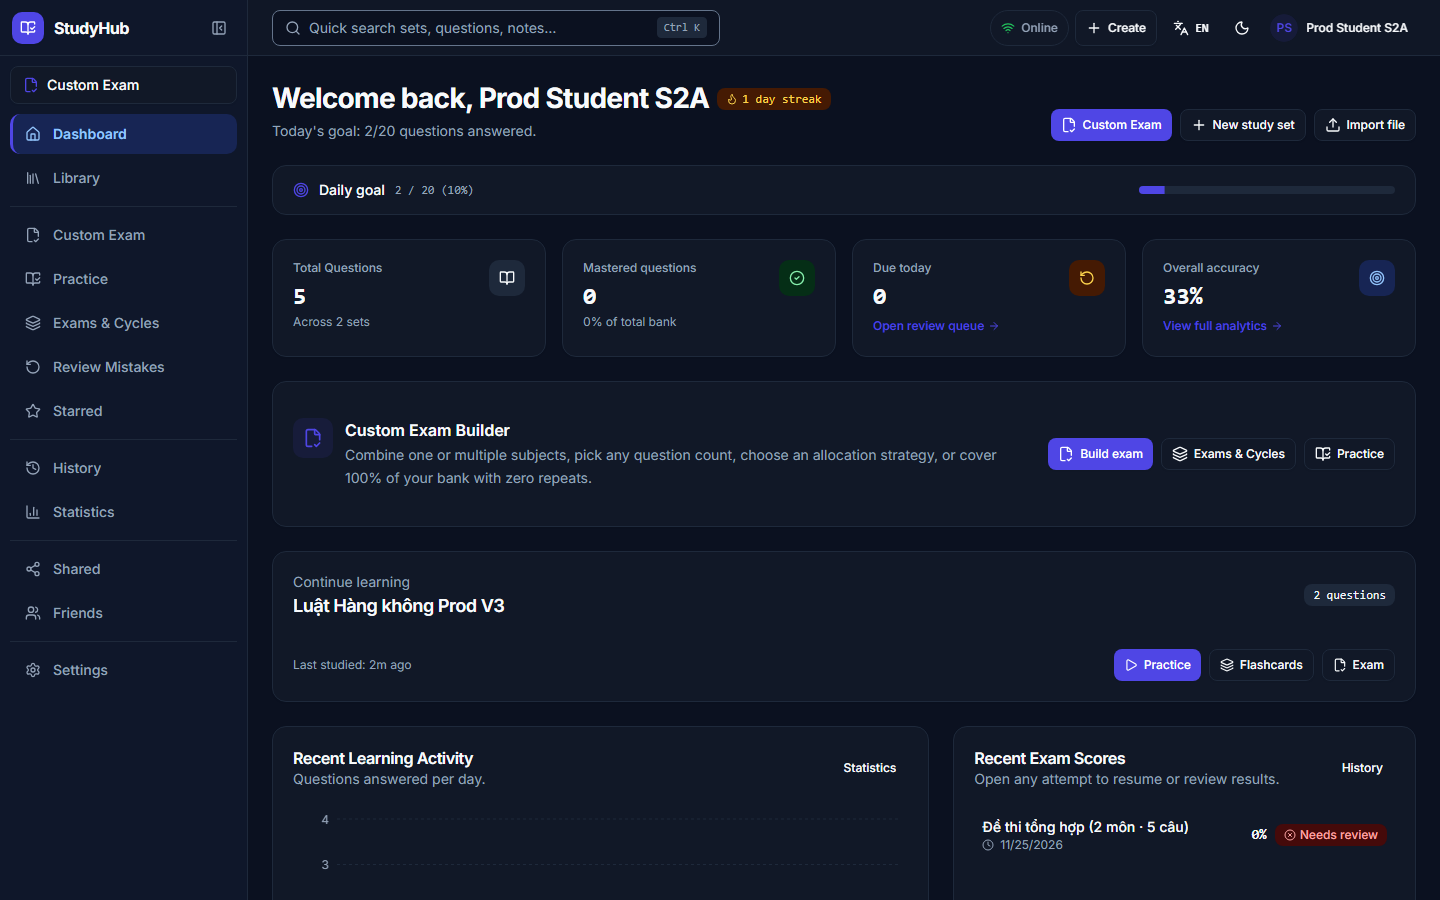 StudyHub
Quick search sets, questions, notes...
Ctrl K
Online
Create
EN
PS
Prod Student S2A
Custom Exam
Dashboard
Library
Custom Exam
Practice
Exams & Cycles
Review Mistakes
Starred
History
Statistics
Shared
Friends
Settings
Welcome back, Prod Student S2A
1 day streak
Today's goal: 2/20 questions answered.
Custom Exam
New study set
Import file
Daily goal 2 / 20 (10%)
Total Questions
5
Across 2 sets
Mastered questions
0
0% of total bank
Due today
0
Open review queue →
Overall accuracy
33%
View full analytics →
Custom Exam Builder
Combine one or multiple subjects, pick any question count, choose an allocation strategy, or cover
100% of your bank with zero repeats.
Build exam
Exams & Cycles
Practice
Continue learning
Luật Hàng không Prod V3
2 questions
Last studied: 2m ago
Practice
Flashcards
Exam
Recent Learning Activity
Questions answered per day.
Statistics
4
3
Recent Exam Scores
Open any attempt to resume or review results.
History
Đề thi tổng hợp (2 môn · 5 câu)
11/25/2026
0%
Needs review